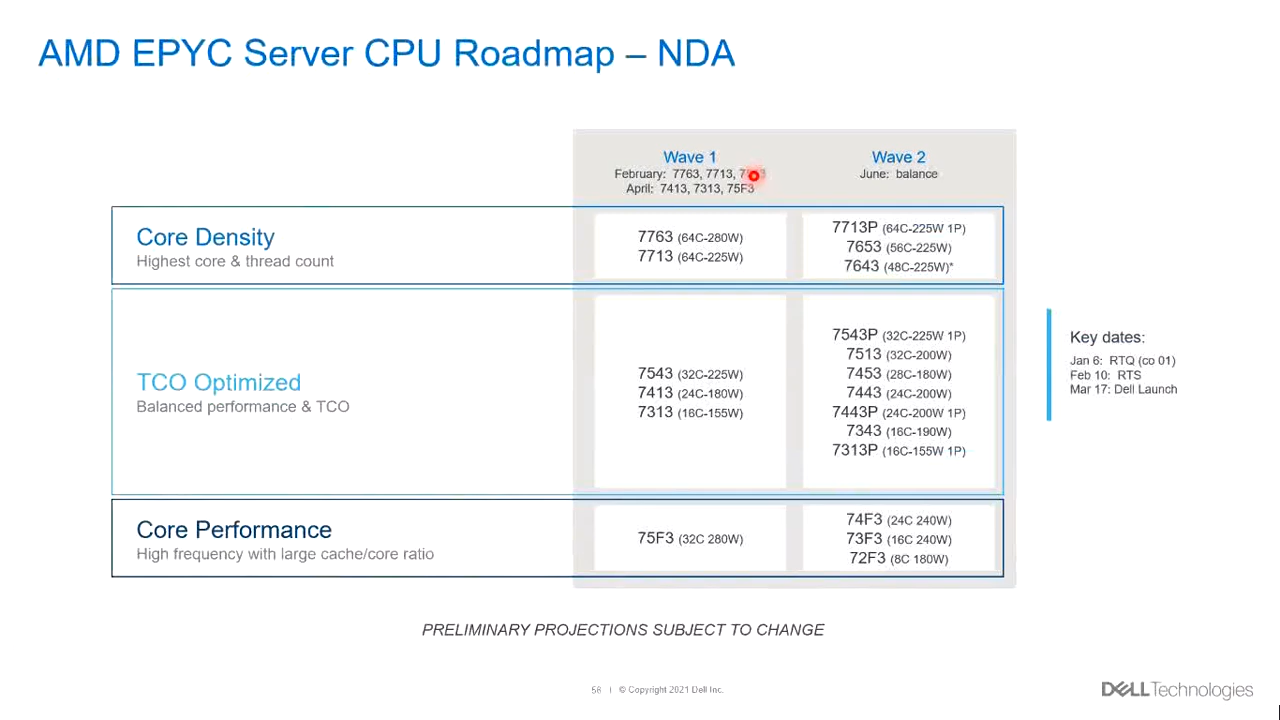 AMD EPYC Server CPU Roadmap – NDA
Wave 1
February: 7763, 7713,
April: 7413, 7313, 75F3
Wave 2
June: balance
Core Density
Highest core & thread count
7763 (64C-280W)
7713 (64C-225W)
7713P (64C-225W 1P)
7653 (56C-225W)
7643 (48C-225W)*
TCO Optimized
Balanced performance & TCO
7543 (32C-225W)
7413 (24C-180W)
7313 (16C-155W)
7543P (32C-225W 1P)
7513 (32C-200W)
7453 (28C-180W)
7443 (24C-200W)
7443P (24C-200W 1P)
7343 (16C-190W)
7313P (16C-155W 1P)
Core Performance
High frequency with large cache/core ratio
75F3 (32C 280W)
74F3 (24C 240W)
73F3 (16C 240W)
72F3 (8C 180W)
Key dates:
Jan 6: RTQ (co 01)
Feb 10: RTS
Mar 17: Dell Launch
PRELIMINARY PROJECTIONS SUBJECT TO CHANGE
56 | © Copyright 2021 Dell Inc.
DELL Technologies